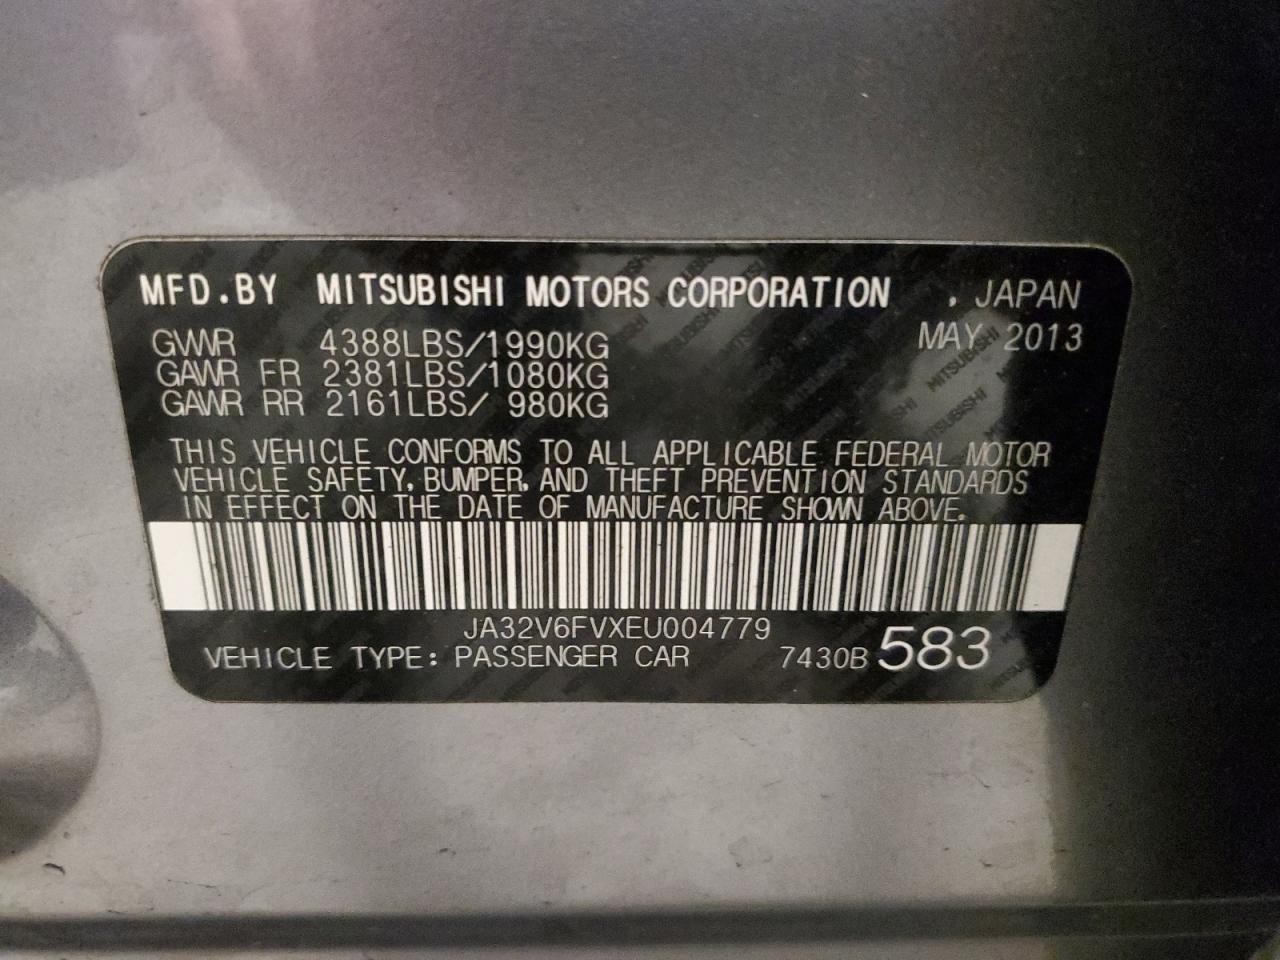 MFD.BY MITSUBISHI MOTORS CORPORATION , JAPAN
MAY 2013
GVWR 4388LBS/1990KG
GAWR FR 2381LBS/1080KG
GAWR RR 2161LBS/ 980KG
THIS VEHICLE CONFORMS TO ALL APPLICABLE FEDERAL MOTOR
VEHICLE SAFETY, BUMPER, AND THEFT PREVENTION STANDARDS
IN EFFECT ON THE DATE OF MANUFACTURE SHOWN ABOVE.
JA32V6FVXEU004779
VEHICLE TYPE: PASSENGER CAR 7430B 583